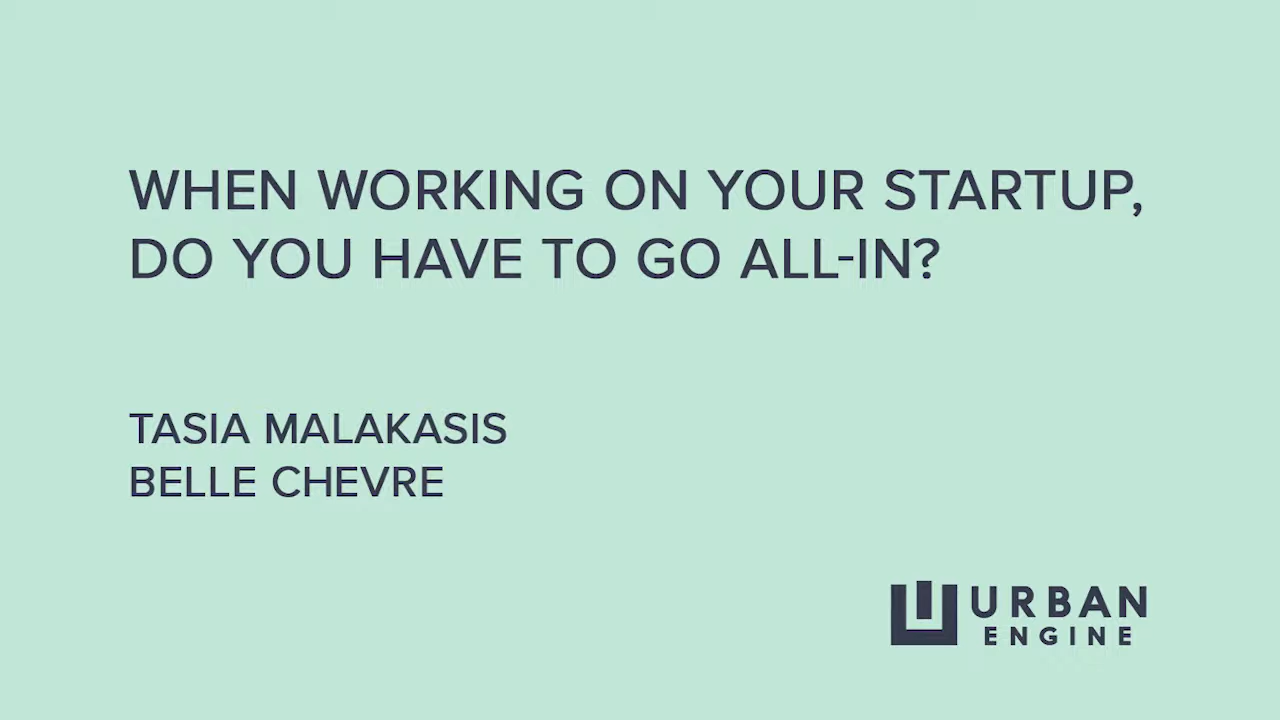 WHEN WORKING ON YOUR STARTUP,
DO YOU HAVE TO GO ALL-IN?
TASIA MALAKASIS
BELLE CHEVRE
URBAN
ENGINE